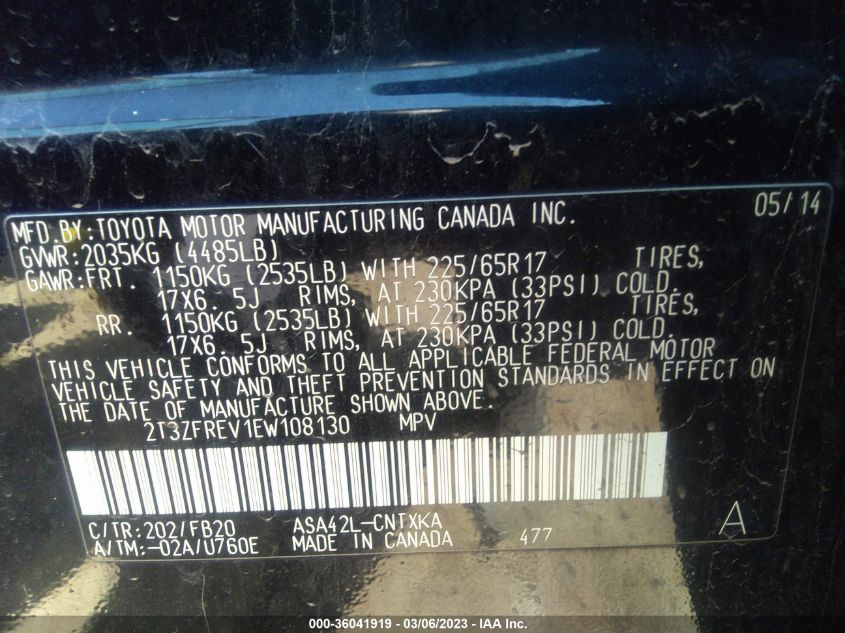 MFD.BY:TOYOTA MOTOR MANUFACTURING CANADA INC. 05/14
GVWR:2035KG (4485LB)
GAWR:FRT. 1150KG (2535LB) WITH 225/65R17 TIRES,
17X6.5J RIMS, AT 230KPA (33PSI) COLD.
RR. 1150KG (2535LB) WITH 225/65R17 TIRES,
17X6.5J RIMS, AT 230KPA (33PSI) COLD.
THIS VEHICLE CONFORMS TO ALL APPLICABLE FEDERAL MOTOR
VEHICLE SAFETY AND THEFT PREVENTION STANDARDS IN EFFECT ON
THE DATE OF MANUFACTURE SHOWN ABOVE.
2T3ZFREV1EW108130 MPV
C/TR:202/FB20 ASA42L-CNTXKA
A/TM:-02A/U760E MADE IN CANADA 477 A
000-36041919 - 03/06/2023 - IAA Inc.